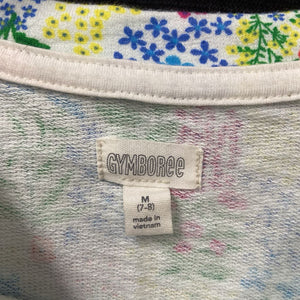 GYMBOREE
M
(7-8)
made in
vietnam